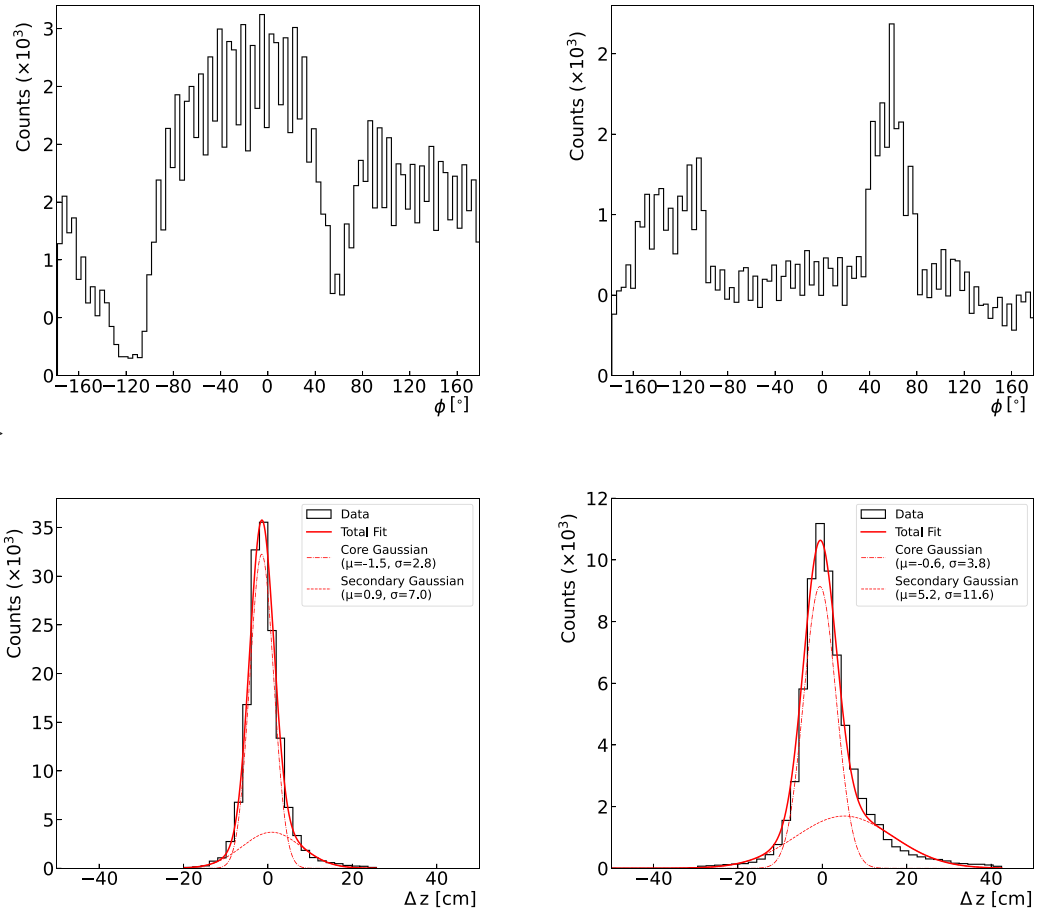 Counts (×10³)
3
1
2
2
1
0
0
−160 −120 −80 −40 0 40 80 120 160
ϕ [°]
Counts (×10³)
2
2
1
0
0
−160 −120 −80 −40 0 40 80 120 160
ϕ [°]
Counts (×10³)
35
30
25
20
15
10
5
0
−40 −20 0 20 40
Δ z [cm]
Data
Total Fit
Core Gaussian
(μ=-1.5, σ=2.8)
Secondary Gaussian
(μ=0.9, σ=7.0)
Counts (×10³)
12
10
8
6
4
2
0
−40 −20 0 20 40
Δ z [cm]
Data
Total Fit
Core Gaussian
(μ=-0.6, σ=3.8)
Secondary Gaussian
(μ=5.2, σ=11.6)